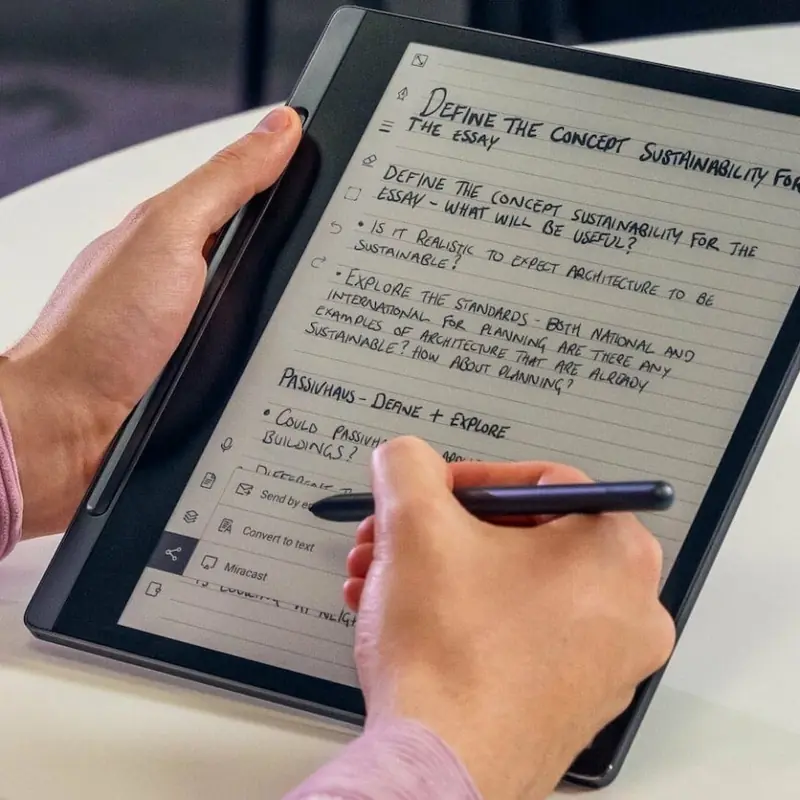 DEFINE THE CONCEPT SUSTAINABILITY FOR
THE ESSAY
DEFINE THE CONCEPT SUSTAINABILITY FOR THE
ESSAY - WHAT WILL BE USEFUL?
• IS IT REALISTIC TO EXPECT ARCHITECTURE TO BE
SUSTAINABLE?
• EXPLORE THE STANDARDS - BOTH NATIONAL AND
INTERNATIONAL FOR PLANNING ARE THERE ANY
EXAMPLES OF ARCHITECTURE THAT ARE ALREADY
SUSTAINABLE? HOW ABOUT PLANNING?
PASSIVHAUS - DEFINE + EXPLORE
• COULD
BUILDINGS?
Send by
Convert to text
Miracast